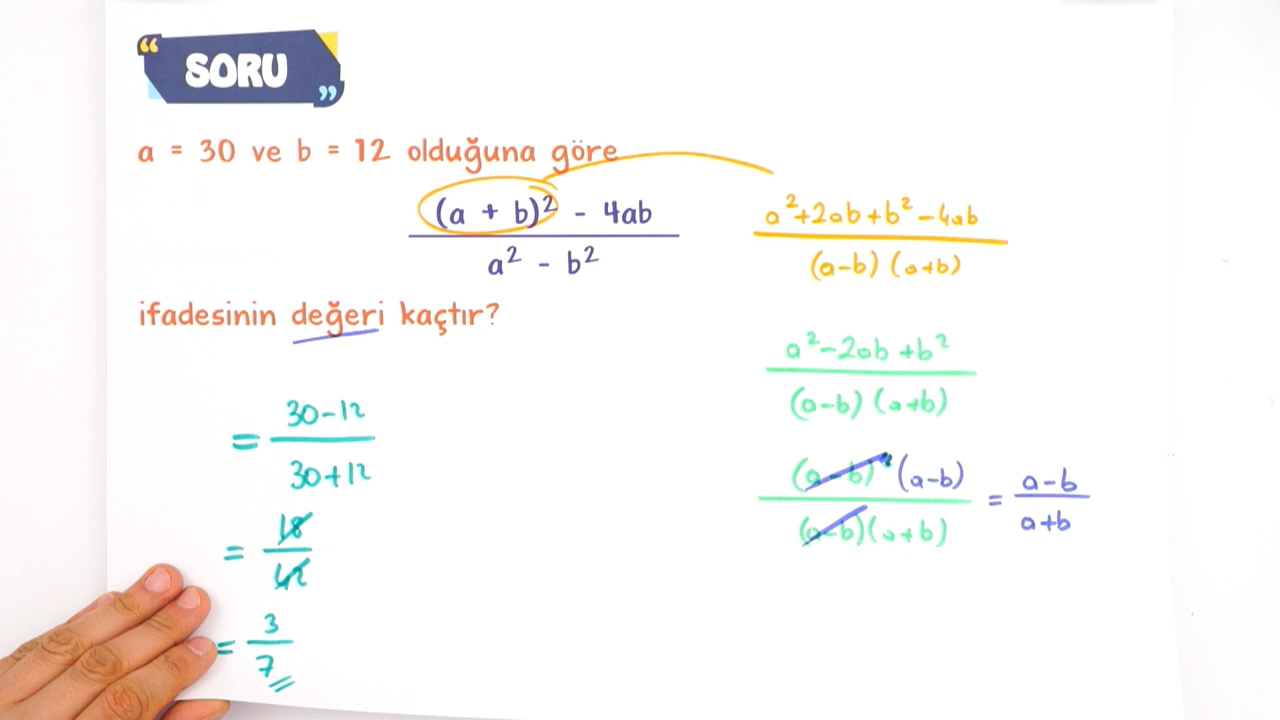 “ SORU ”
a = 30 ve b = 12 olduğuna göre
(a + b)² - 4ab
a² - b²
ifadesinin değeri kaçtır?
a²+2ab+b²-4ab
(a-b) (a+b)
a²-2ab+b²
(a-b) (a+b)
(a-b)² (a-b)
(a-b)(a+b)
= a-b
a+b
= 30-12
30+12
= 18
42
= 3
7